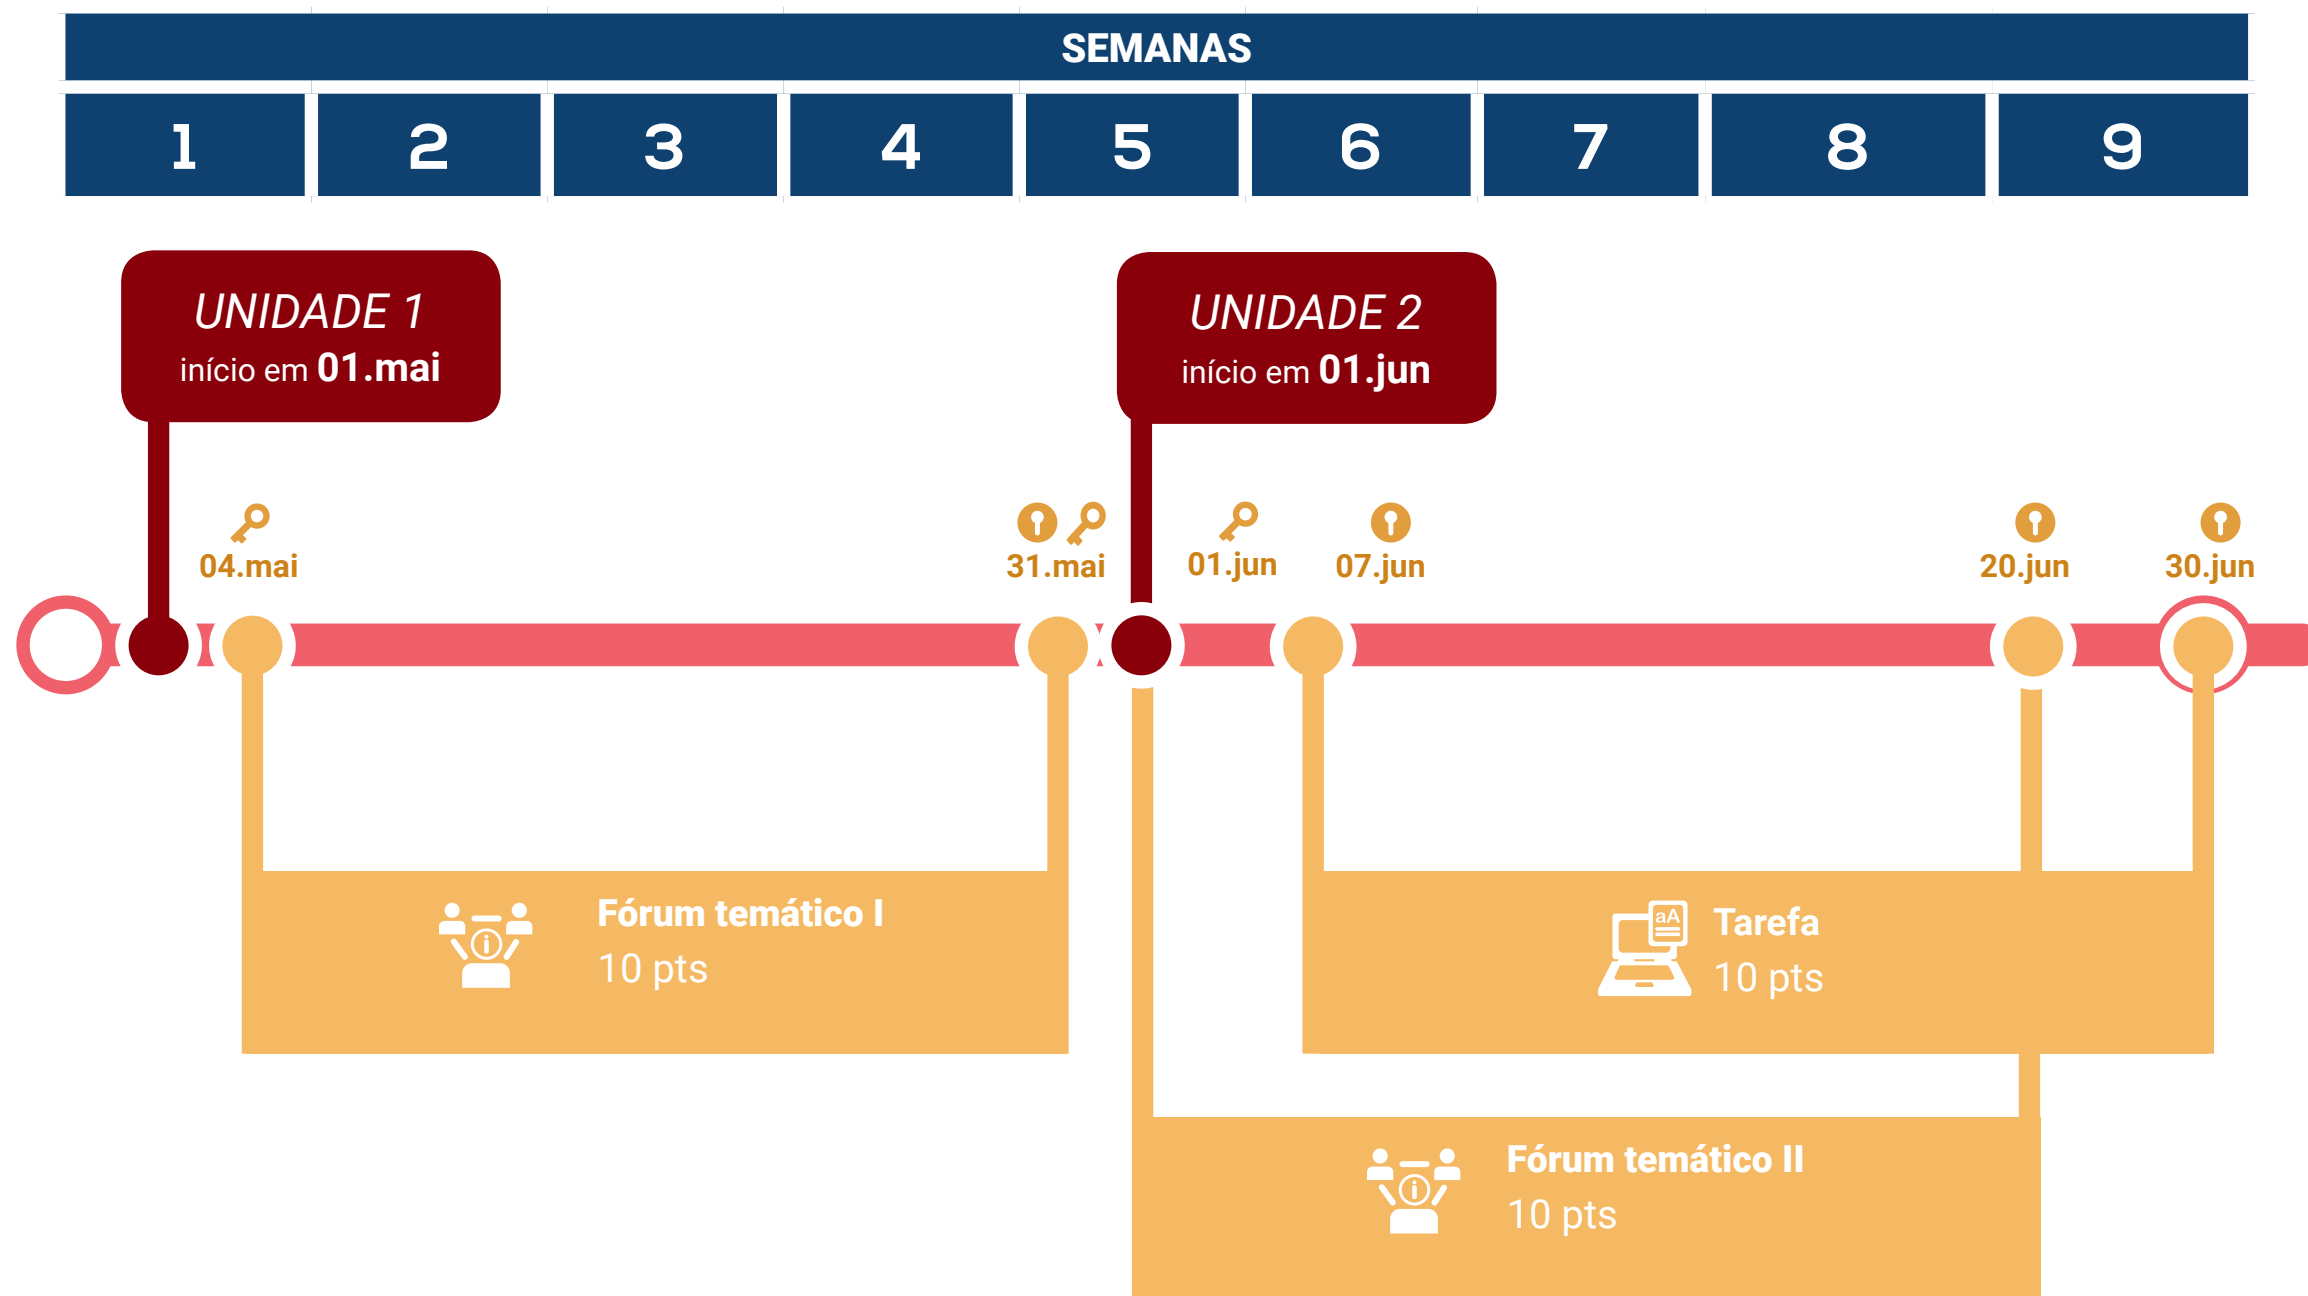 SEMANAS
1 2 3 4 5 6 7 8 9
UNIDADE 1
início em 01.mai
UNIDADE 2
início em 01.jun
04.mai
31.mai
01.jun
07.jun
20.jun
30.jun
Fórum temático I
10 pts
aA
Tarefa
10 pts
Fórum temático II
10 pts